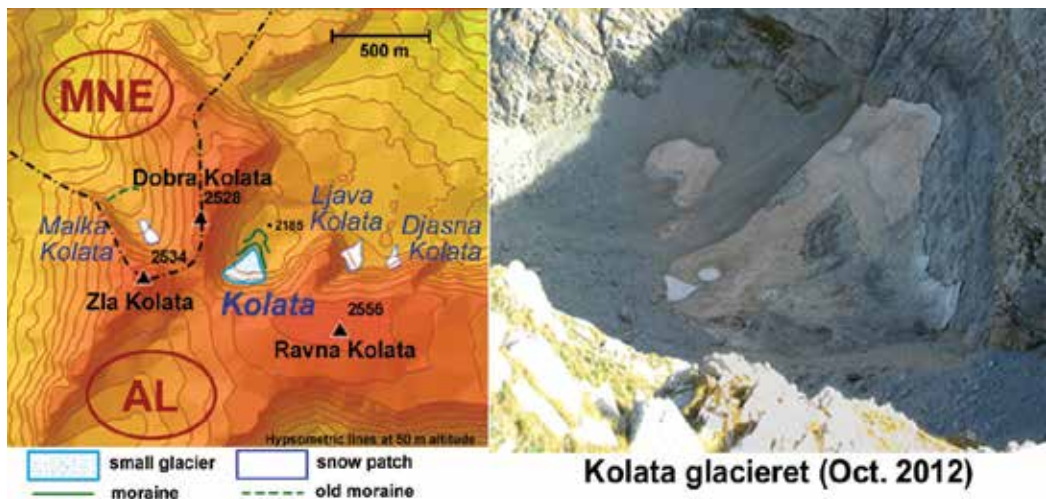 500 m
MNE
Dobra Kolata
2528
Ljava
Kolata
Malka
Kolata
2185
Djasna
Kolata
2534
Zla Kolata
Kolata
2556
Ravna Kolata
AL
Hypsometric lines at 50 m altitude
small glacier
snow patch
moraine
old moraine
Kolata glacieret (Oct. 2012)